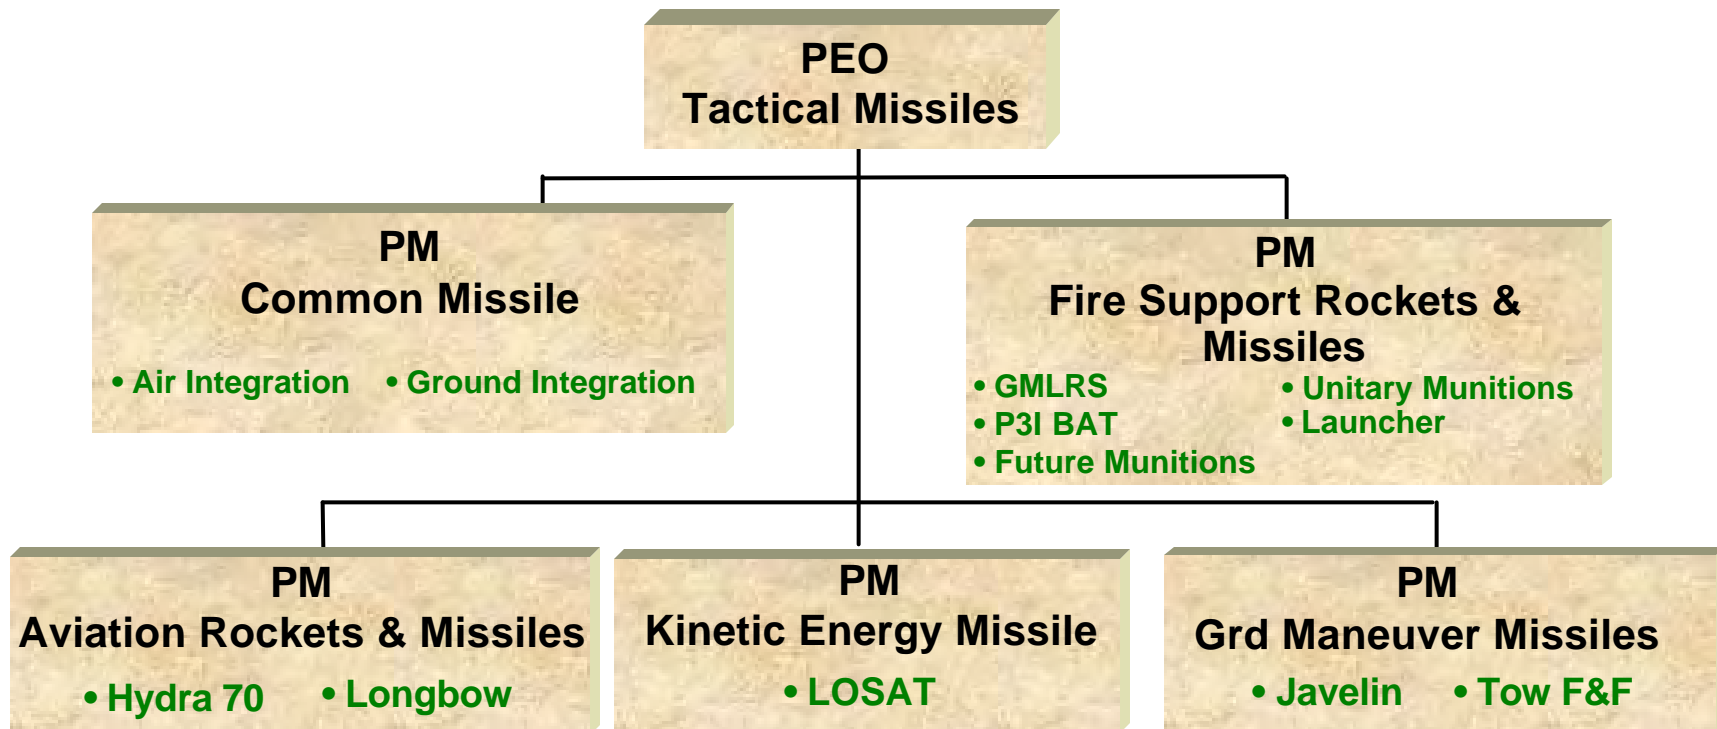 PEO
Tactical Missiles
PM
Common Missile
• Air Integration • Ground Integration
PM
Fire Support Rockets &
Missiles
• GMLRS • Unitary Munitions
• P3I BAT • Launcher
• Future Munitions
PM
Aviation Rockets & Missiles
• Hydra 70 • Longbow
PM
Kinetic Energy Missile
• LOSAT
PM
Grd Maneuver Missiles
• Javelin • Tow F&F